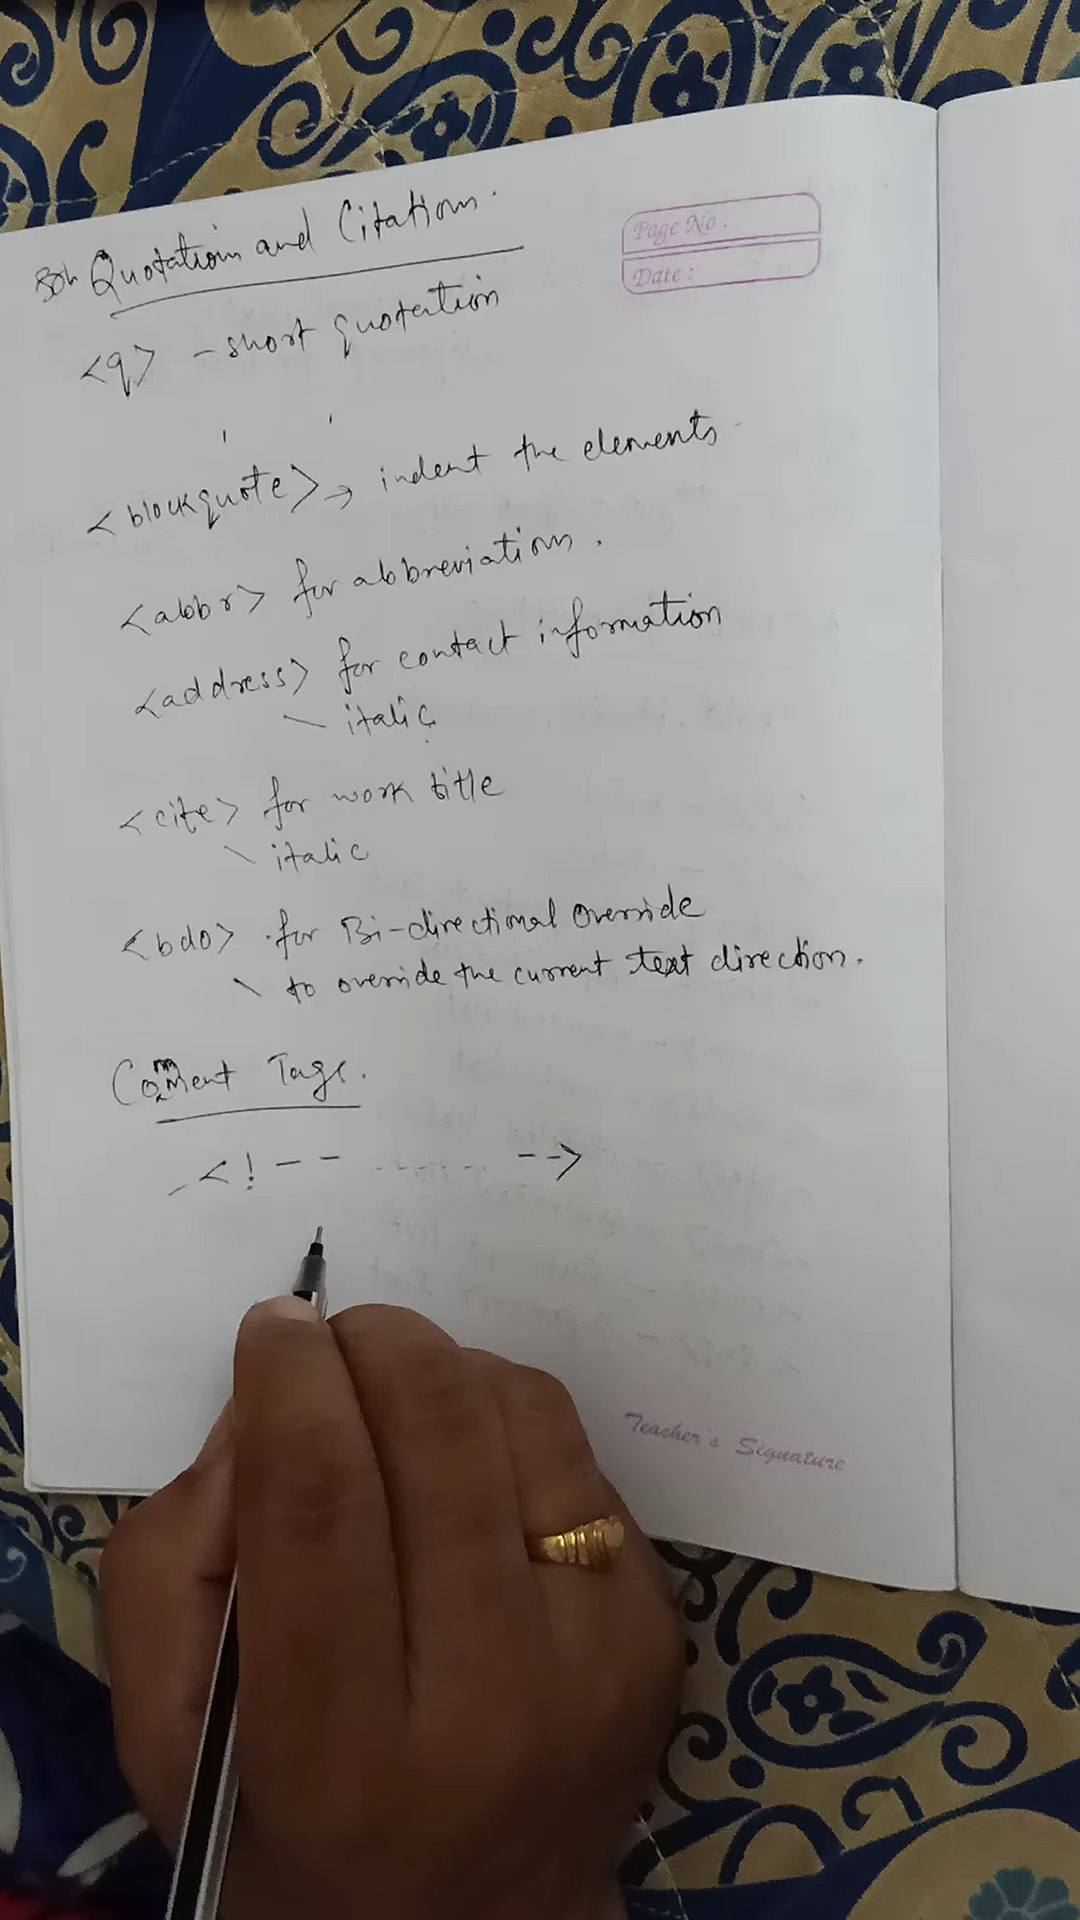 Quotation and Citation.
Page No :
Date :
<q> - short quotation
<blockquote> → indent the elements.
<abbr> for abbreviation.
<address> for contact information
\ italic
<cite> for work title
\ italic
<bdo> for Bi-directional override
\ to override the current text direction.
Comment Tags.
<!-- -->
Teacher's Signature